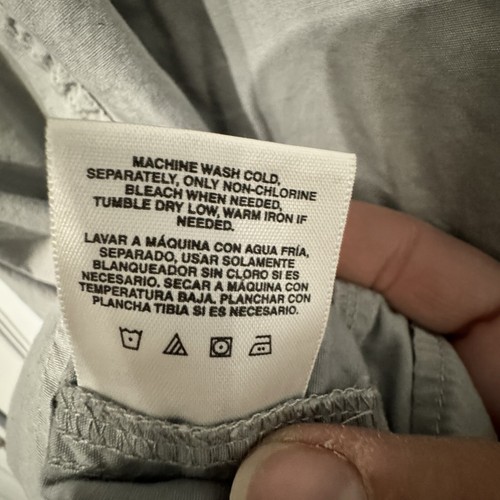 MACHINE WASH COLD,
SEPARATELY, ONLY NON-CHLORINE
BLEACH WHEN NEEDED,
TUMBLE DRY LOW, WARM IRON IF
NEEDED.
LAVAR A MÁQUINA CON AGUA FRÍA,
SEPARADO, USAR SOLAMENTE
BLANQUEADOR SIN CLORO SI ES
NECESARIO. SECAR A MÁQUINA CON
TEMPERATURA BAJA. PLANCHAR CON
PLANCHA TIBIA SI ES NECESARIO.